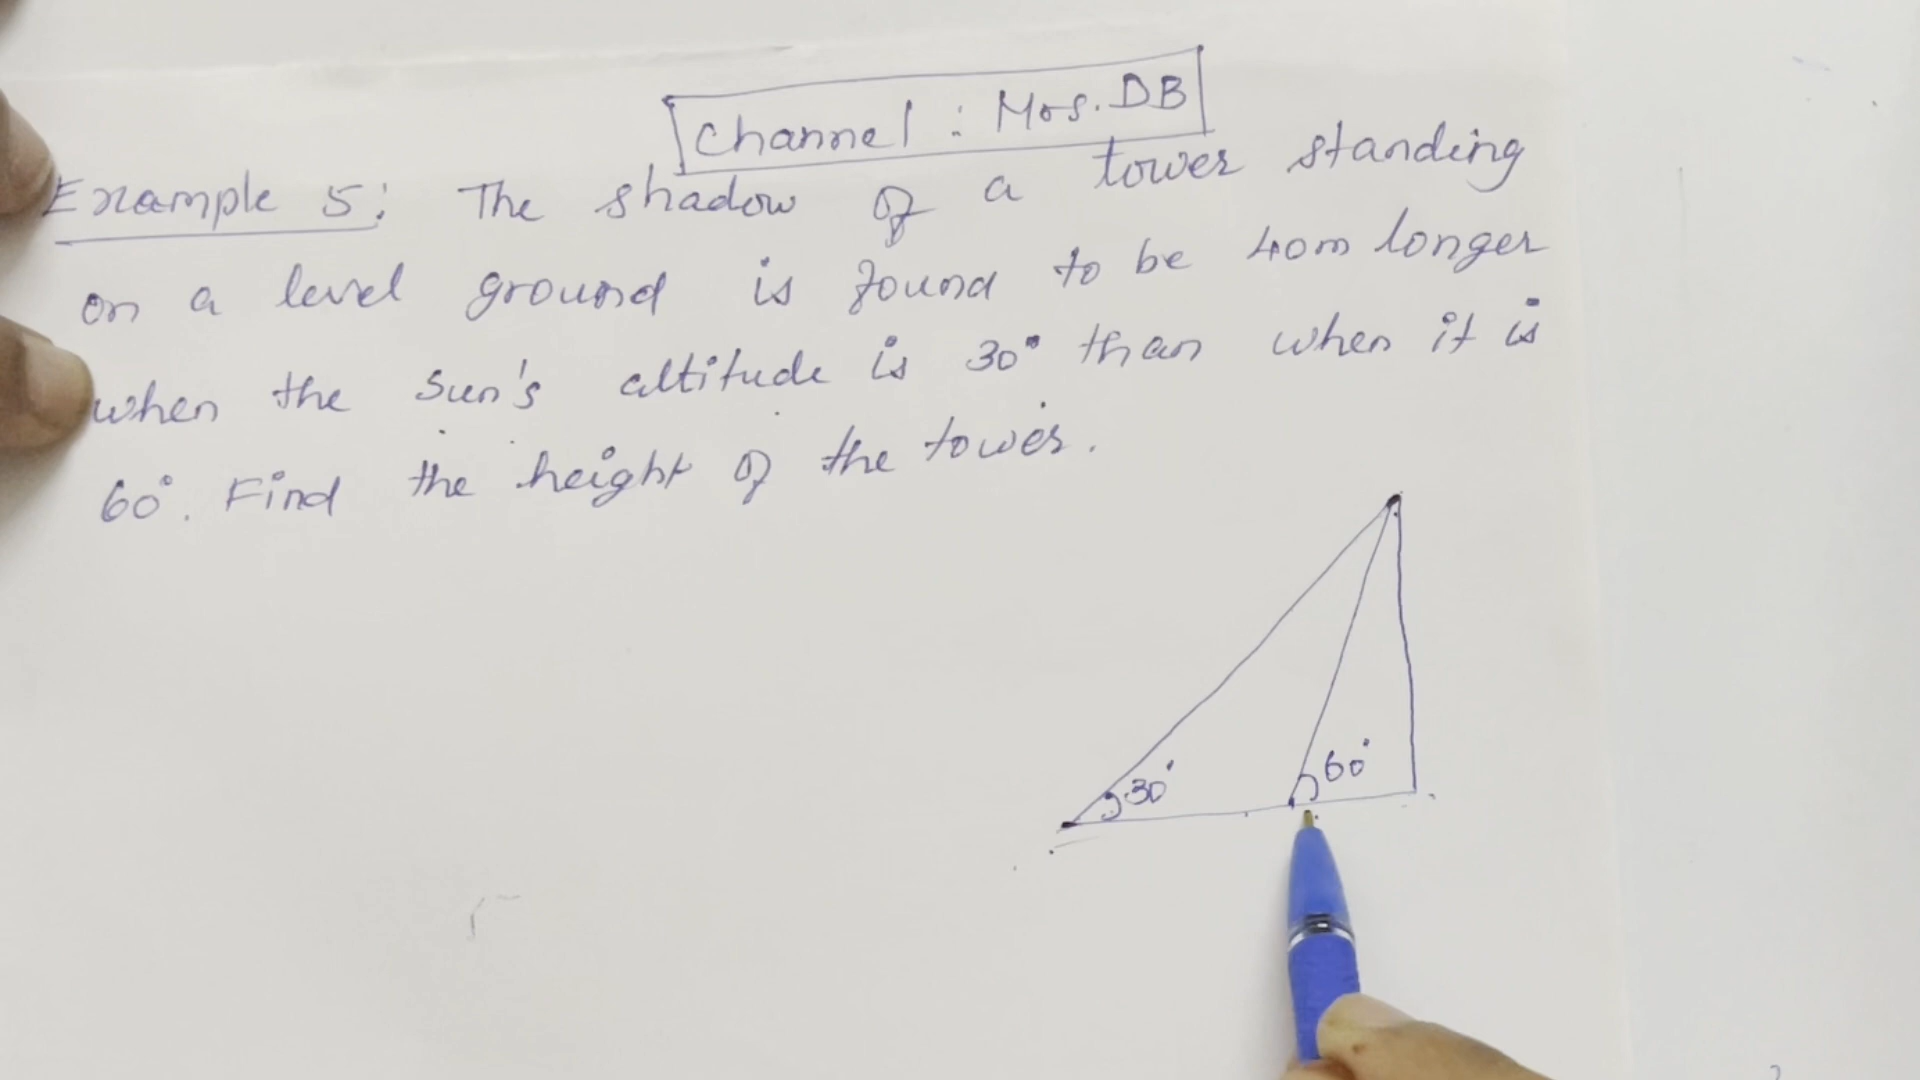 Channel : Mrs. DB
Example 5: The shadow of a tower standing
on a level ground is found to be 40m longer
when the Sun's altitude is 30° than when it is
60°. Find the height of the tower.
30°
60°